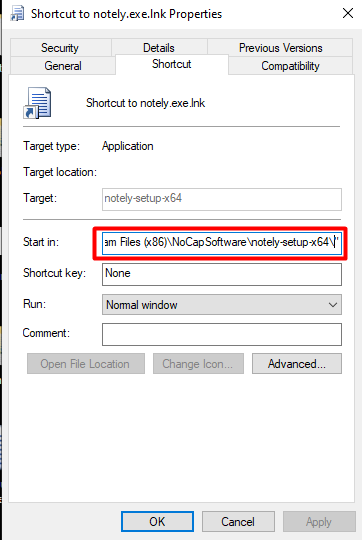 Shortcut to notely.exe.lnk Properties
Security
Details
Previous Versions
General
Shortcut
Compatibility
Shortcut to notely.exe.lnk
Target type:
Application
Target location:
Target:
notely-setup-x64
Start in:
am Files (x86)\NoCapSoftware\notely-setup-x64\"
Shortcut key:
None
Run:
Normal window
Comment:
Open File Location
Change Icon...
Advanced...
OK
Cancel
Apply